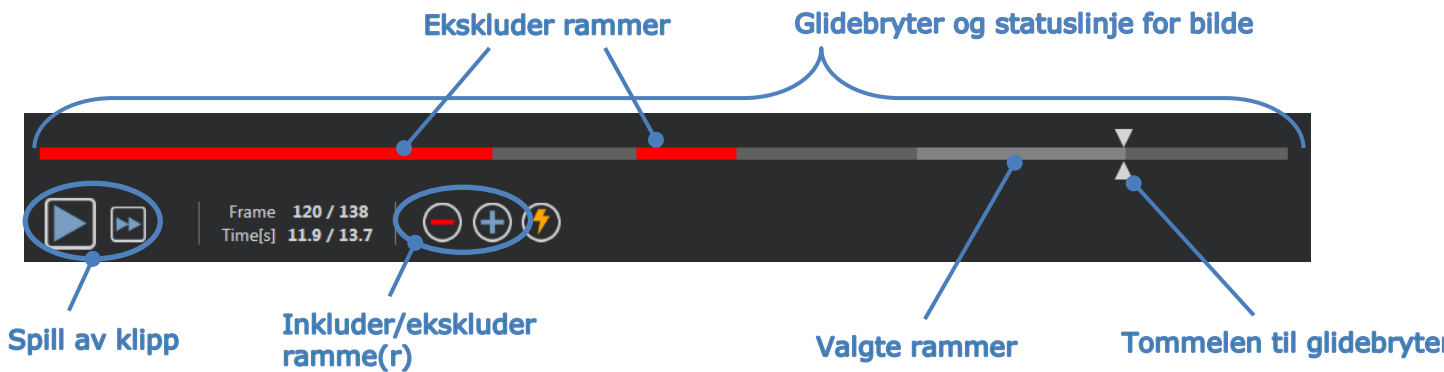 Ekskluder rammer
Glidebryter og statuslinje for bilde
Frame 120 / 138
Time[s] 11.9 / 13.7
Spill av klipp
Inkluder/ekskluder
ramme(r)
Valgte rammer
Tommelen til glidebryter